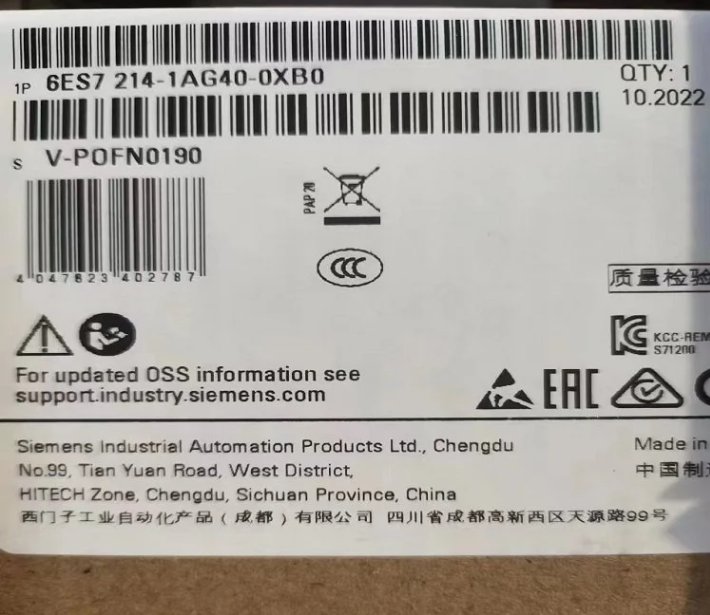 1P 6ES7 214-1AG40-0XB0
QTY: 1
10.2022
S V-POFN0190
PAP 20
4 047623 402787
CCC
质量检验
KCC-REM
S71200
For updated OSS information see
support.industry.siemens.com
EAC
Siemens Industrial Automation Products Ltd., Chengdu
Made in
No.99, Tian Yuan Road, West District,
中国制
HITECH Zone, Chengdu, Sichuan Province, China
西门子工业自动化产品（成都）有限公司 四川省成都高新西区天源路99号